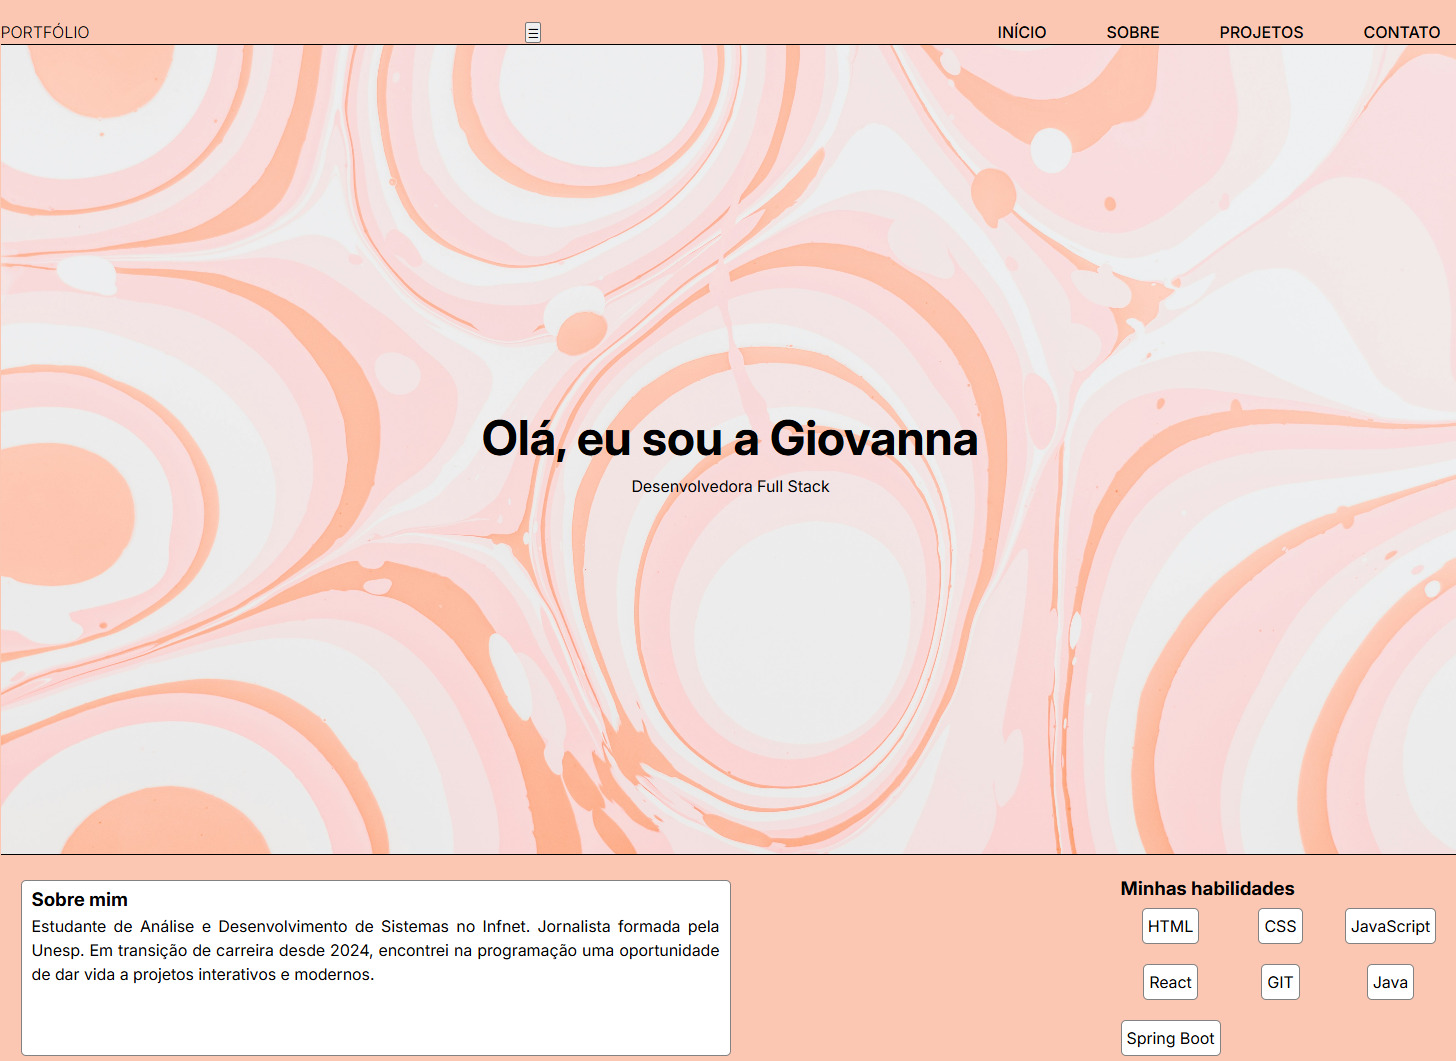 PORTFÓLIO ☰ INÍCIO SOBRE PROJETOS CONTATO
Olá, eu sou a Giovanna
Desenvolvedora Full Stack
Sobre mim
Estudante de Análise e Desenvolvimento de Sistemas no Infnet. Jornalista formada pela
Unesp. Em transição de carreira desde 2024, encontrei na programação uma oportunidade
de dar vida a projetos interativos e modernos.
Minhas habilidades
HTML CSS JavaScript
React GIT Java
Spring Boot